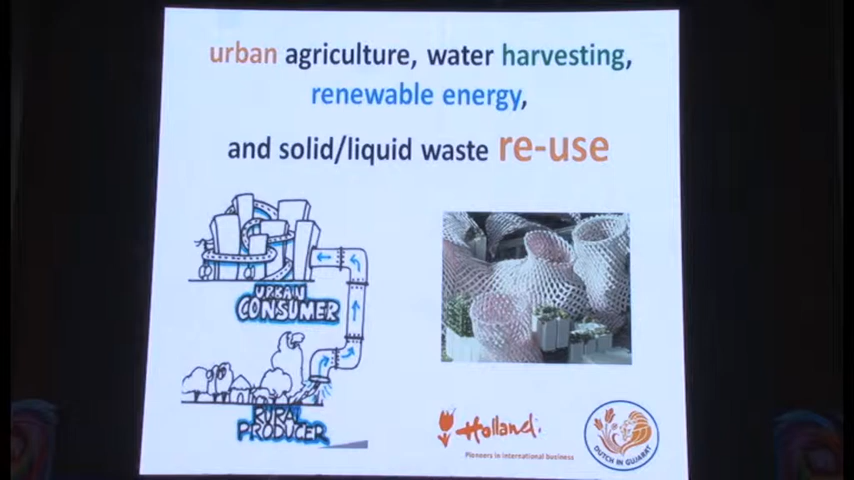 urban agriculture, water harvesting,
renewable energy,
and solid/liquid waste re-use
URBAN
CONSUMER
RURAL
PRODUCER
Holland.
Pioneers in international business
DUTCH IN GUJARAT